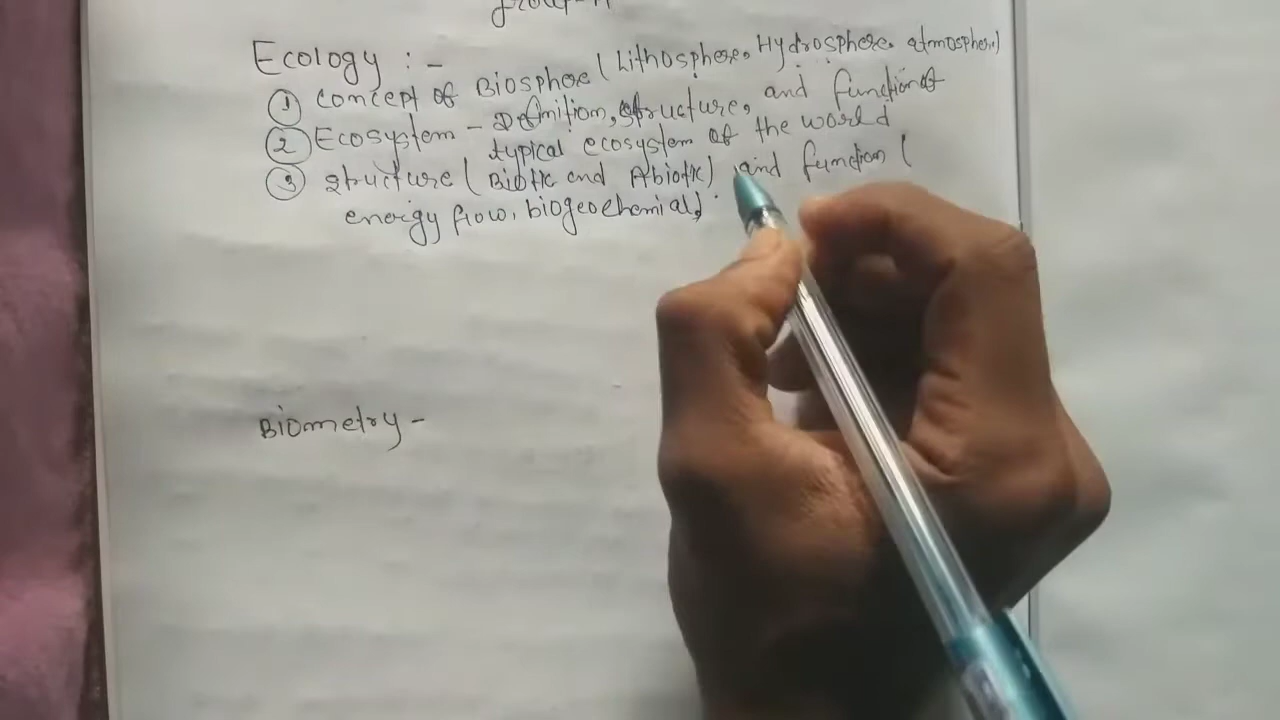 Ecology :-
① Concept of Biosphere (Lithosphere, Hydrosphere, atmosphere)
② Ecosystem - Definition, structure, and function of
typical ecosystem of the world
③ structure (Biotic and Abiotic) and function (
energy flow, biogeochemial)
Biometry -